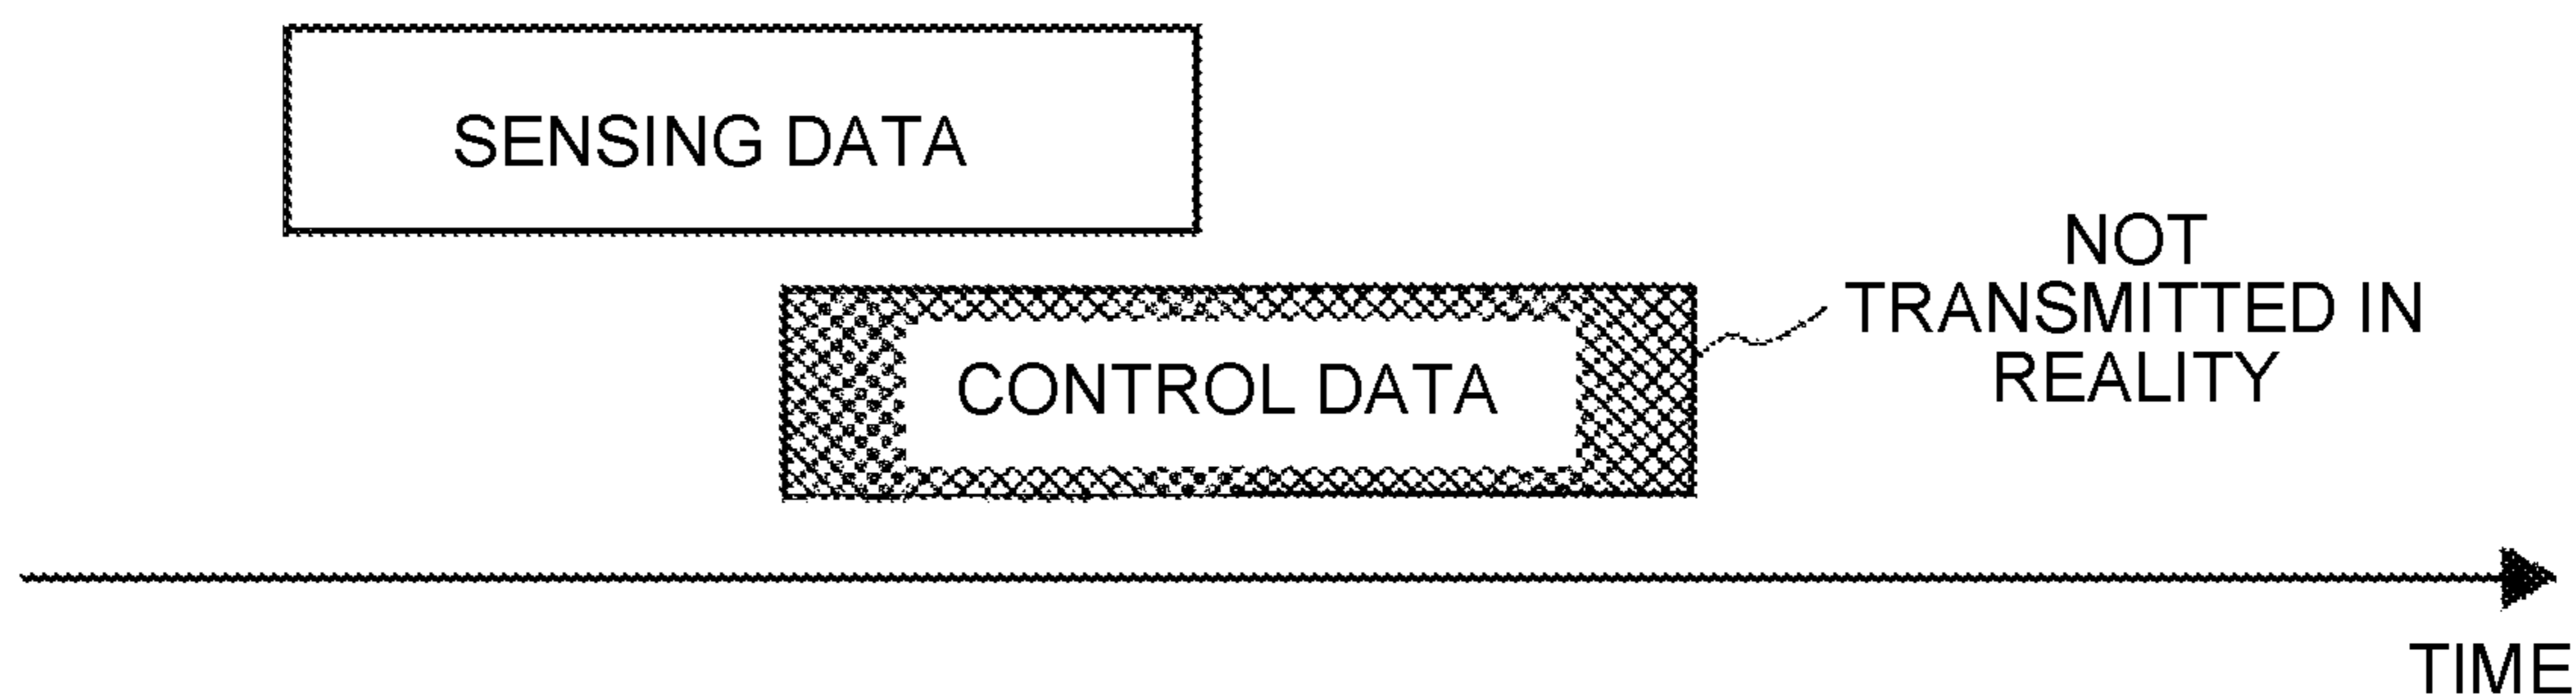 SENSING DATA
NOT
TRANSMITTED IN
REALITY
CONTROL DATA
TIME